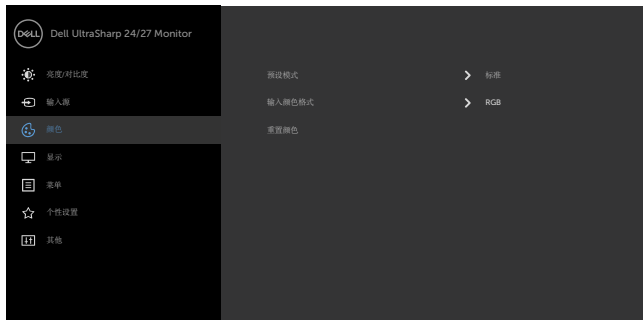 DELL
Dell UltraSharp 24/27 Monitor
亮度/对比度
输入源
颜色
显示
菜单
个性设置
其他
预设模式 标准
输入颜色格式 RGB
重置颜色